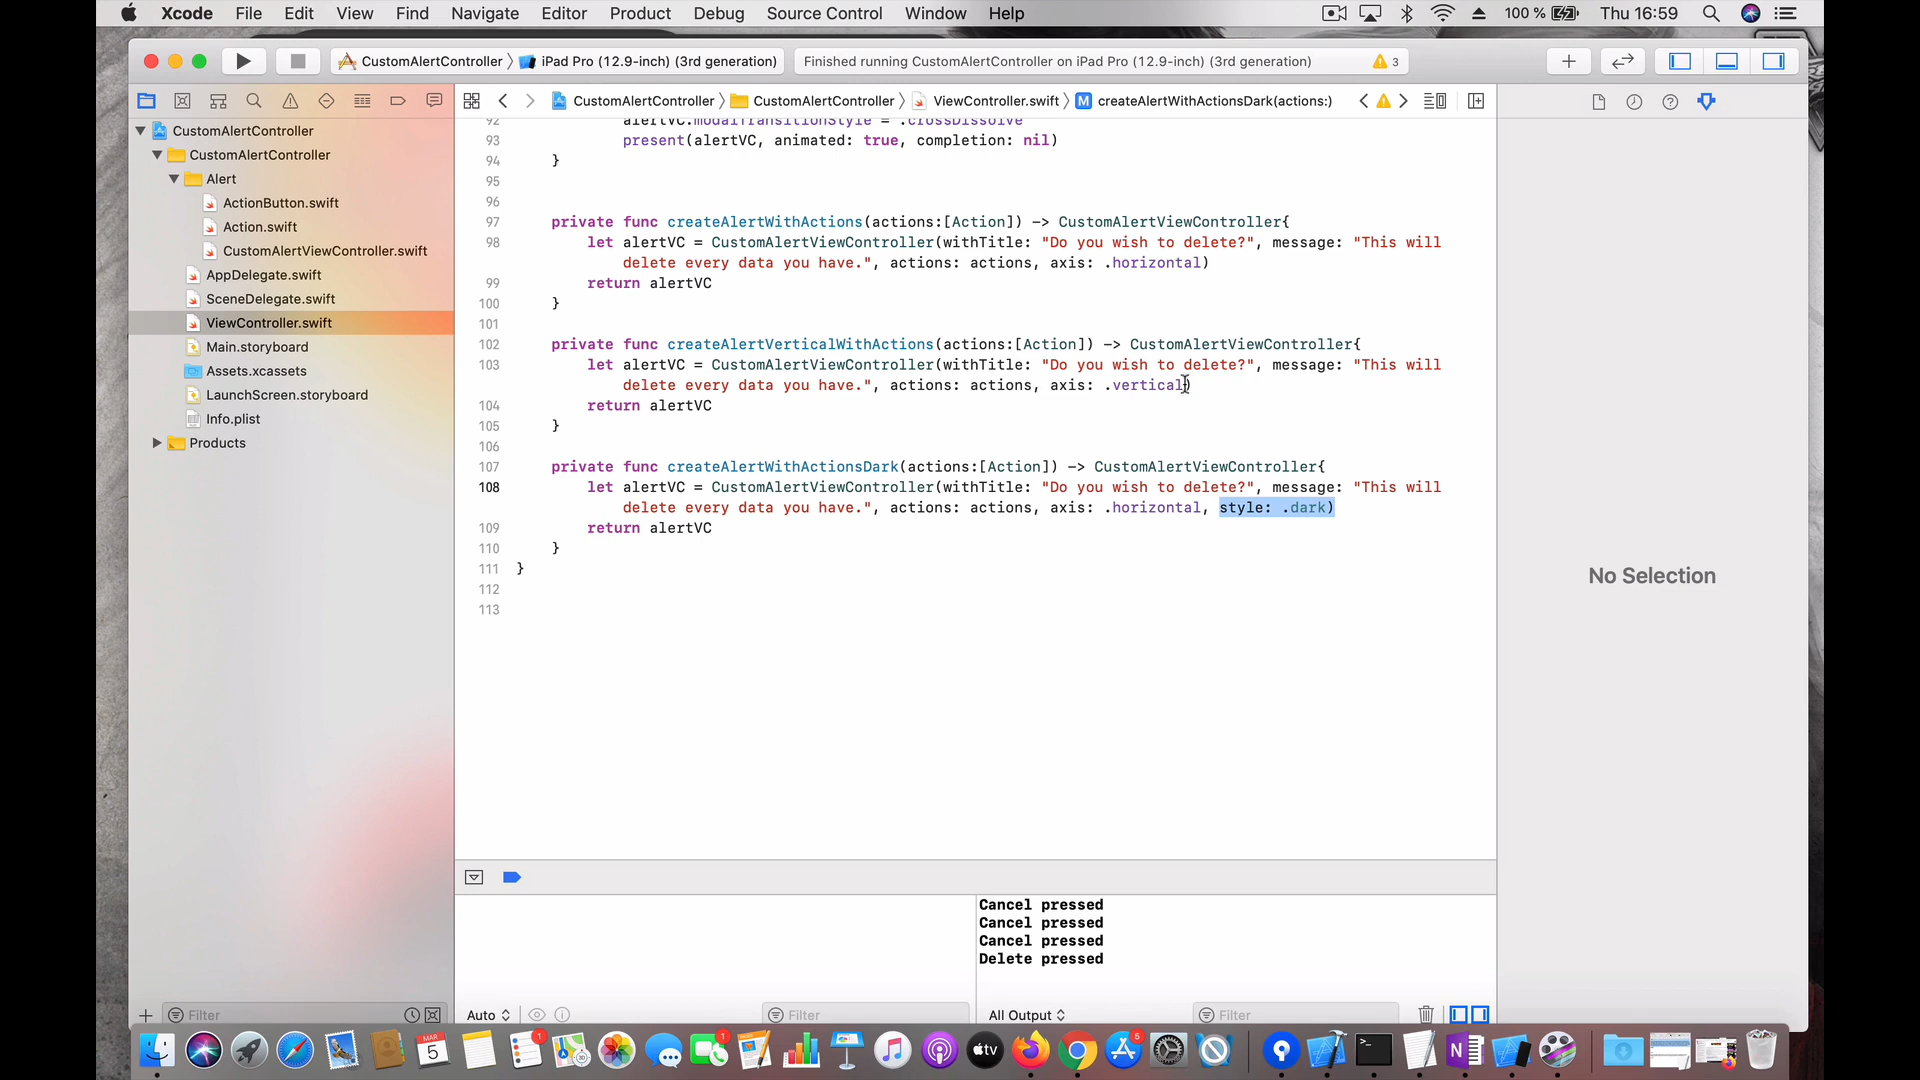 Xcode File Edit View Find Navigate Editor Product Debug Source Control Window Help 100 % Thu 16:59
CustomAlertController iPad Pro (12.9-inch) (3rd generation) Finished running CustomAlertController on iPad Pro (12.9-inch) (3rd generation) 3
CustomAlertController CustomAlertController ViewController.swift M createAlertWithActionsDark(actions:)
CustomAlertController
CustomAlertController
Alert
ActionButton.swift
Action.swift
CustomAlertViewController.swift
AppDelegate.swift
SceneDelegate.swift
ViewController.swift
Main.storyboard
Assets.xcassets
LaunchScreen.storyboard
Info.plist
Products
Filter
92 alertVC.modalTransitionStyle = .crossDissolve
93 present(alertVC, animated: true, completion: nil)
94 }
95
96
97 private func createAlertWithActions(actions:[Action]) -> CustomAlertViewController{
98 let alertVC = CustomAlertViewController(withTitle: "Do you wish to delete?", message: "This will
delete every data you have.", actions: actions, axis: .horizontal)
99 return alertVC
100 }
101
102 private func createAlertVerticalWithActions(actions:[Action]) -> CustomAlertViewController{
103 let alertVC = CustomAlertViewController(withTitle: "Do you wish to delete?", message: "This will
delete every data you have.", actions: actions, axis: .vertical)
104 return alertVC
105 }
106
107 private func createAlertWithActionsDark(actions:[Action]) -> CustomAlertViewController{
108 let alertVC = CustomAlertViewController(withTitle: "Do you wish to delete?", message: "This will
delete every data you have.", actions: actions, axis: .horizontal, style: .dark)
109 return alertVC
110 }
111 }
112
113
No Selection
Cancel pressed
Cancel pressed
Cancel pressed
Delete pressed
Auto Filter All Output Filter
MAR
5
1
1
tv
5
N